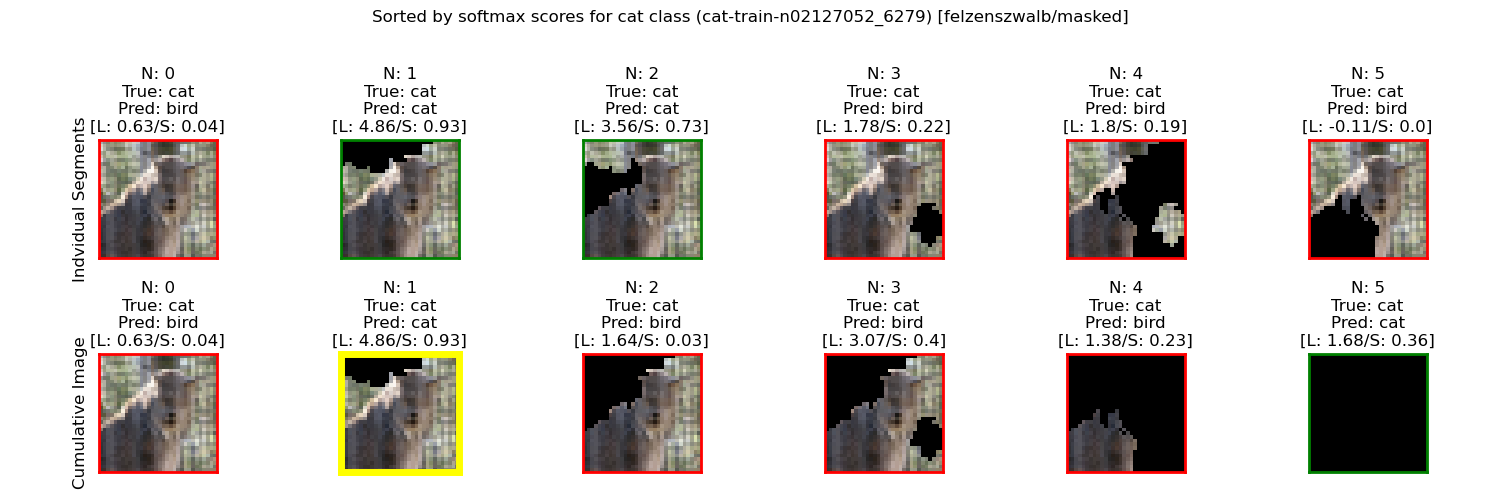 Sorted by softmax scores for cat class (cat-train-n02127052_6279) [felzenszwalb/masked]
Indvidual Segments
N: 0
True: cat
Pred: bird
[L: 0.63/S: 0.04]
N: 1
True: cat
Pred: cat
[L: 4.86/S: 0.93]
N: 2
True: cat
Pred: cat
[L: 3.56/S: 0.73]
N: 3
True: cat
Pred: bird
[L: 1.78/S: 0.22]
N: 4
True: cat
Pred: bird
[L: 1.8/S: 0.19]
N: 5
True: cat
Pred: bird
[L: -0.11/S: 0.0]
Cumulative Image
N: 0
True: cat
Pred: bird
[L: 0.63/S: 0.04]
N: 1
True: cat
Pred: cat
[L: 4.86/S: 0.93]
N: 2
True: cat
Pred: bird
[L: 1.64/S: 0.03]
N: 3
True: cat
Pred: bird
[L: 3.07/S: 0.4]
N: 4
True: cat
Pred: bird
[L: 1.38/S: 0.23]
N: 5
True: cat
Pred: cat
[L: 1.68/S: 0.36]